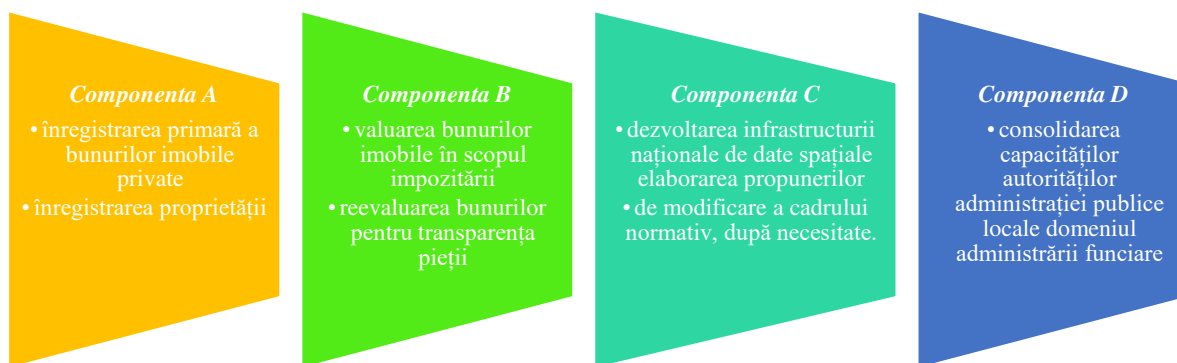 Componenta A
• înregistrarea primară a
bunurilor imobile
private
• înregistrarea proprietății
Componenta B
• valuarea bunurilor
imobile în scopul
impozitării
• reevaluarea bunurilor
pentru transparența
pieții
Componenta C
• dezvoltarea infrastructurii
naționale de date spațiale
elaborarea propunerilor
• de modificare a cadrului
normativ, după necesitate.
Componenta D
• consolidarea
capacităților
autorităților
administrației publice
locale domeniul
administrării funciare